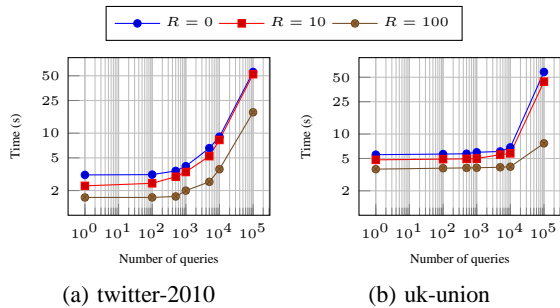 R = 0 R = 10 R = 100
50
25
10
5
2
Time (s)
10^0 10^1 10^2 10^3 10^4 10^5
Number of queries
(a) twitter-2010
50
25
10
5
2
Time (s)
10^0 10^1 10^2 10^3 10^4 10^5
Number of queries
(b) uk-union